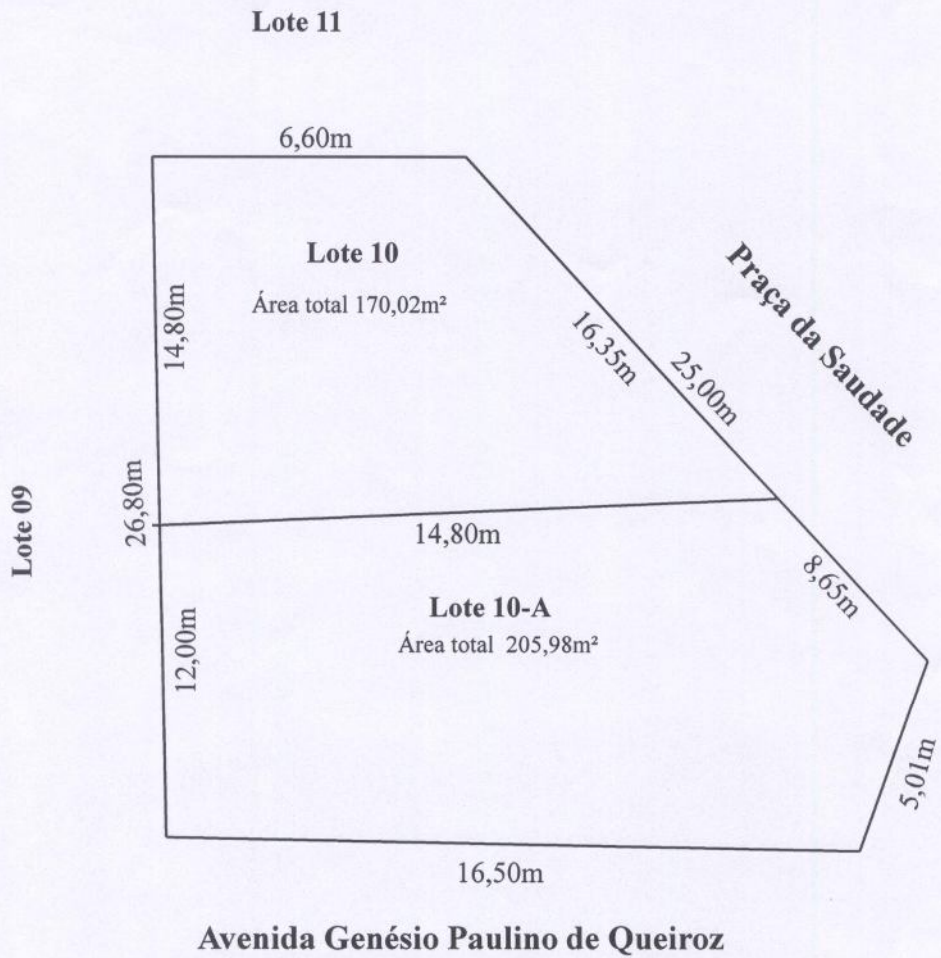 Lote 11
6,60m
Lote 10
Área total 170,02m²
14,80m
16,35m
25,00m
Praça da Saudade
Lote 09
26,80m
14,80m
8,65m
Lote 10-A
Área total 205,98m²
12,00m
5,01m
16,50m
Avenida Genésio Paulino de Queiroz